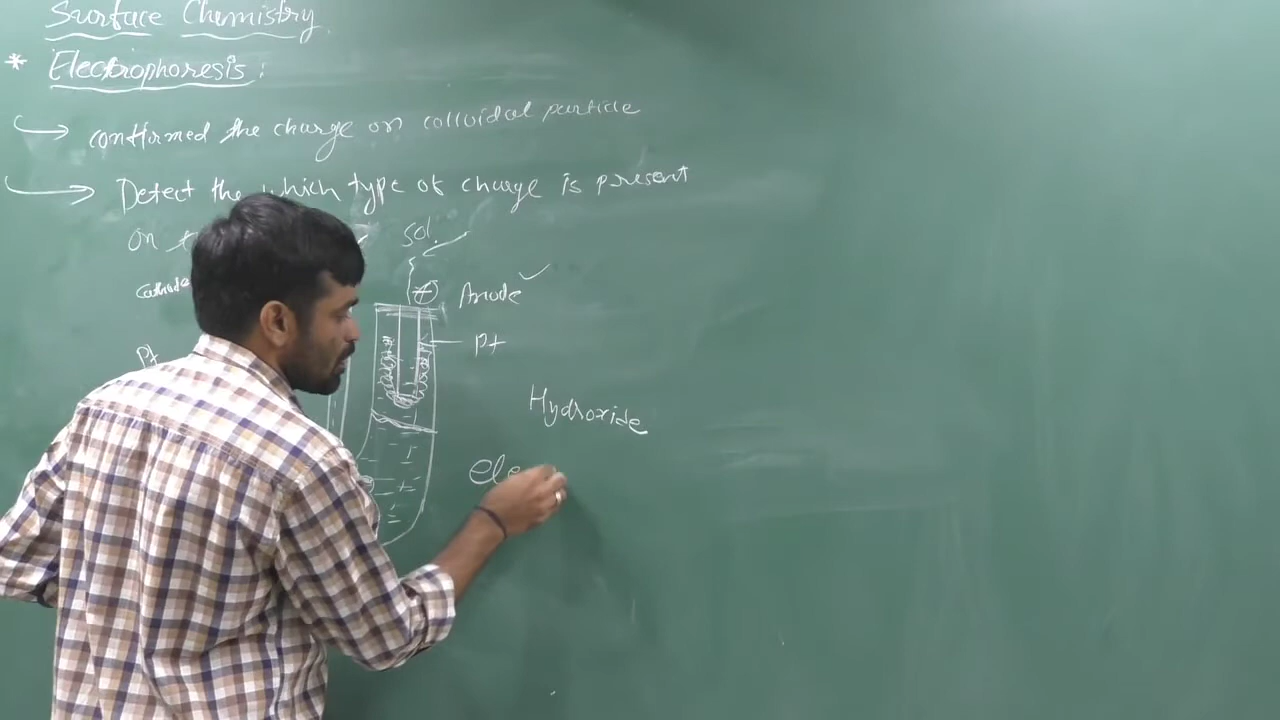 Surface Chemistry
* Electrophoresis :
confirmed the charge on colloidal particle
Detect the which type of charge is present
on
sol.
Cathode
+ Anode ✓
Pt
Pt
Hydroxide
ele